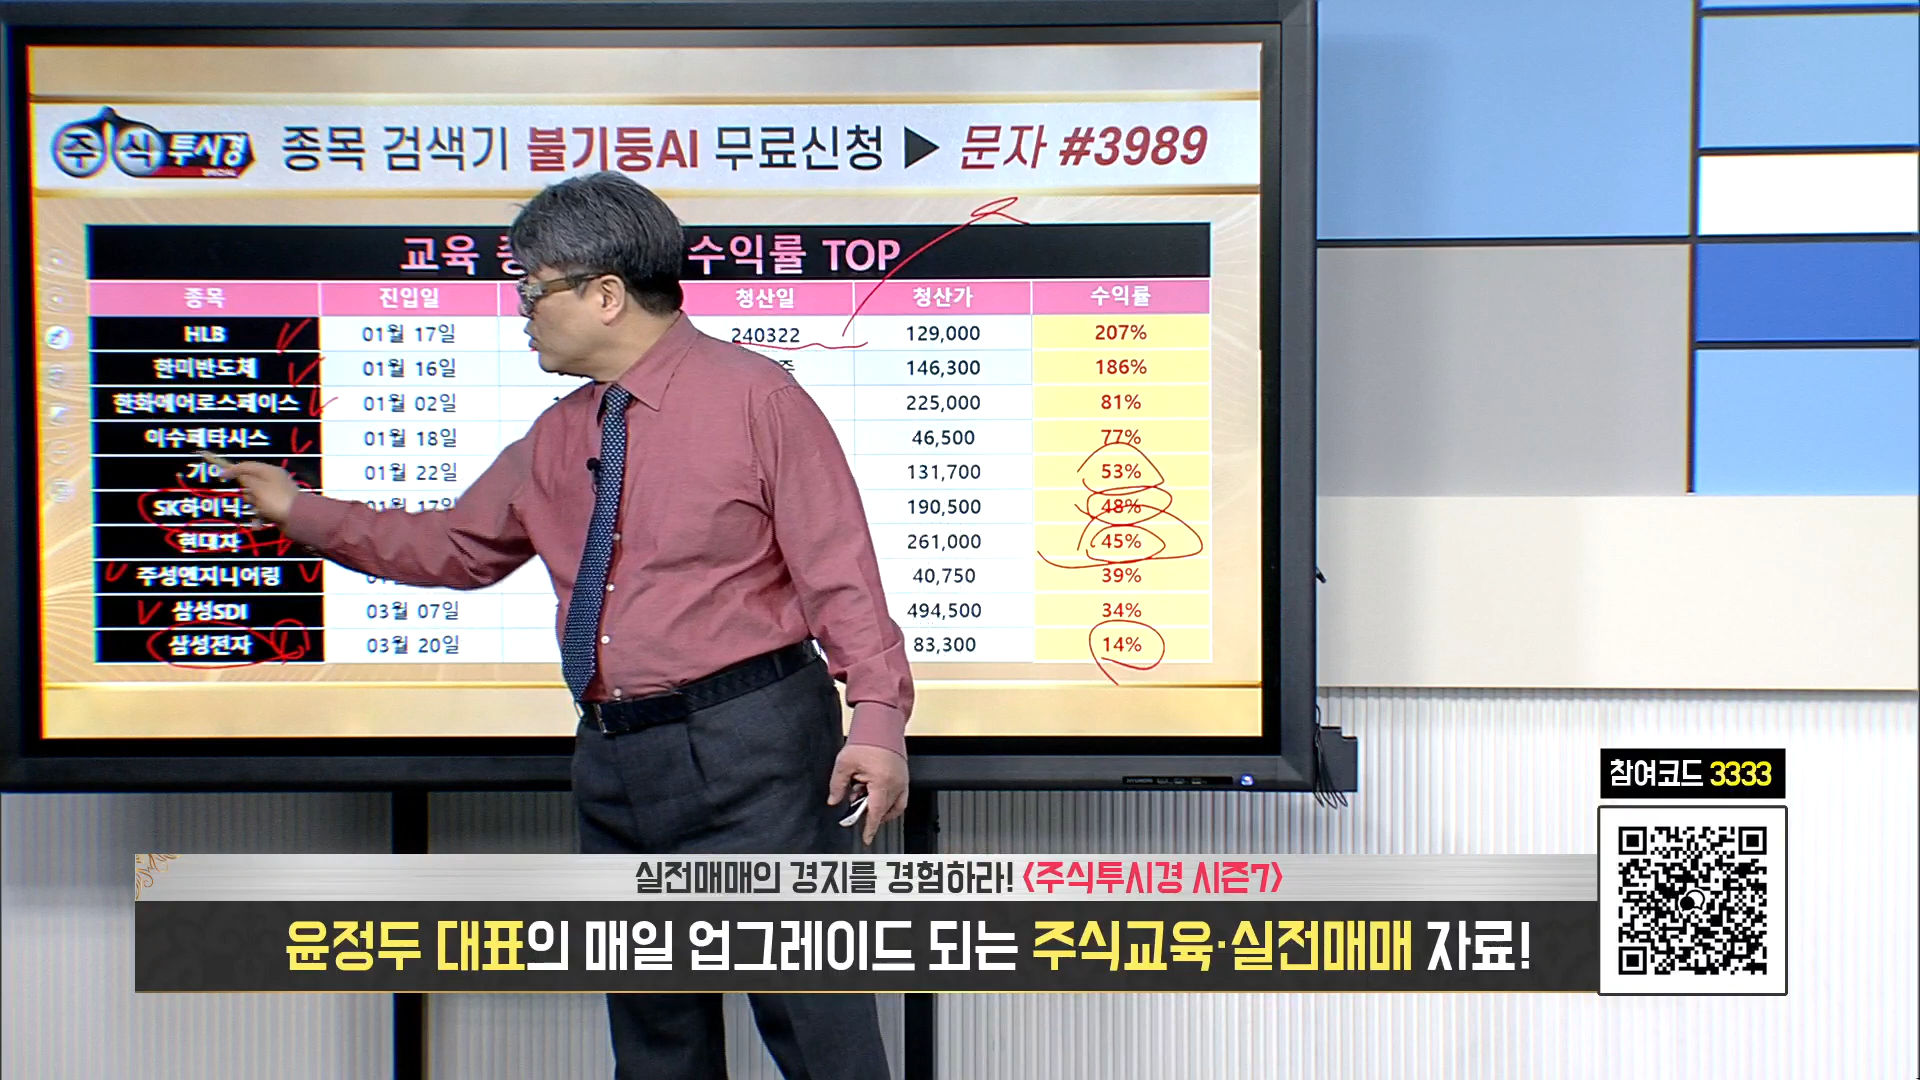 주식투시경 종목 검색기 불기둥AI 무료신청 ▶ 문자 #3989
교육 수익률 TOP
종목 진입일 청산일 청산가 수익률
HLB 01월 17일 240322 129,000 207%
한미반도체 01월 16일 146,300 186%
한화에어로스페이스 01월 02일 225,000 81%
이수페타시스 01월 18일 46,500 77%
01월 22일 131,700 53%
01월 17일 190,500 48%
현대차 261,000 45%
주성엔지니어링 40,750 39%
삼성SDI 03월 07일 494,500 34%
삼성전자 03월 20일 83,300 14%
참여코드 3333
실전매매의 경지를 경험하라! <주식투시경 시즌7>
윤정두 대표의 매일 업그레이드 되는 주식교육·실전매매 자료!